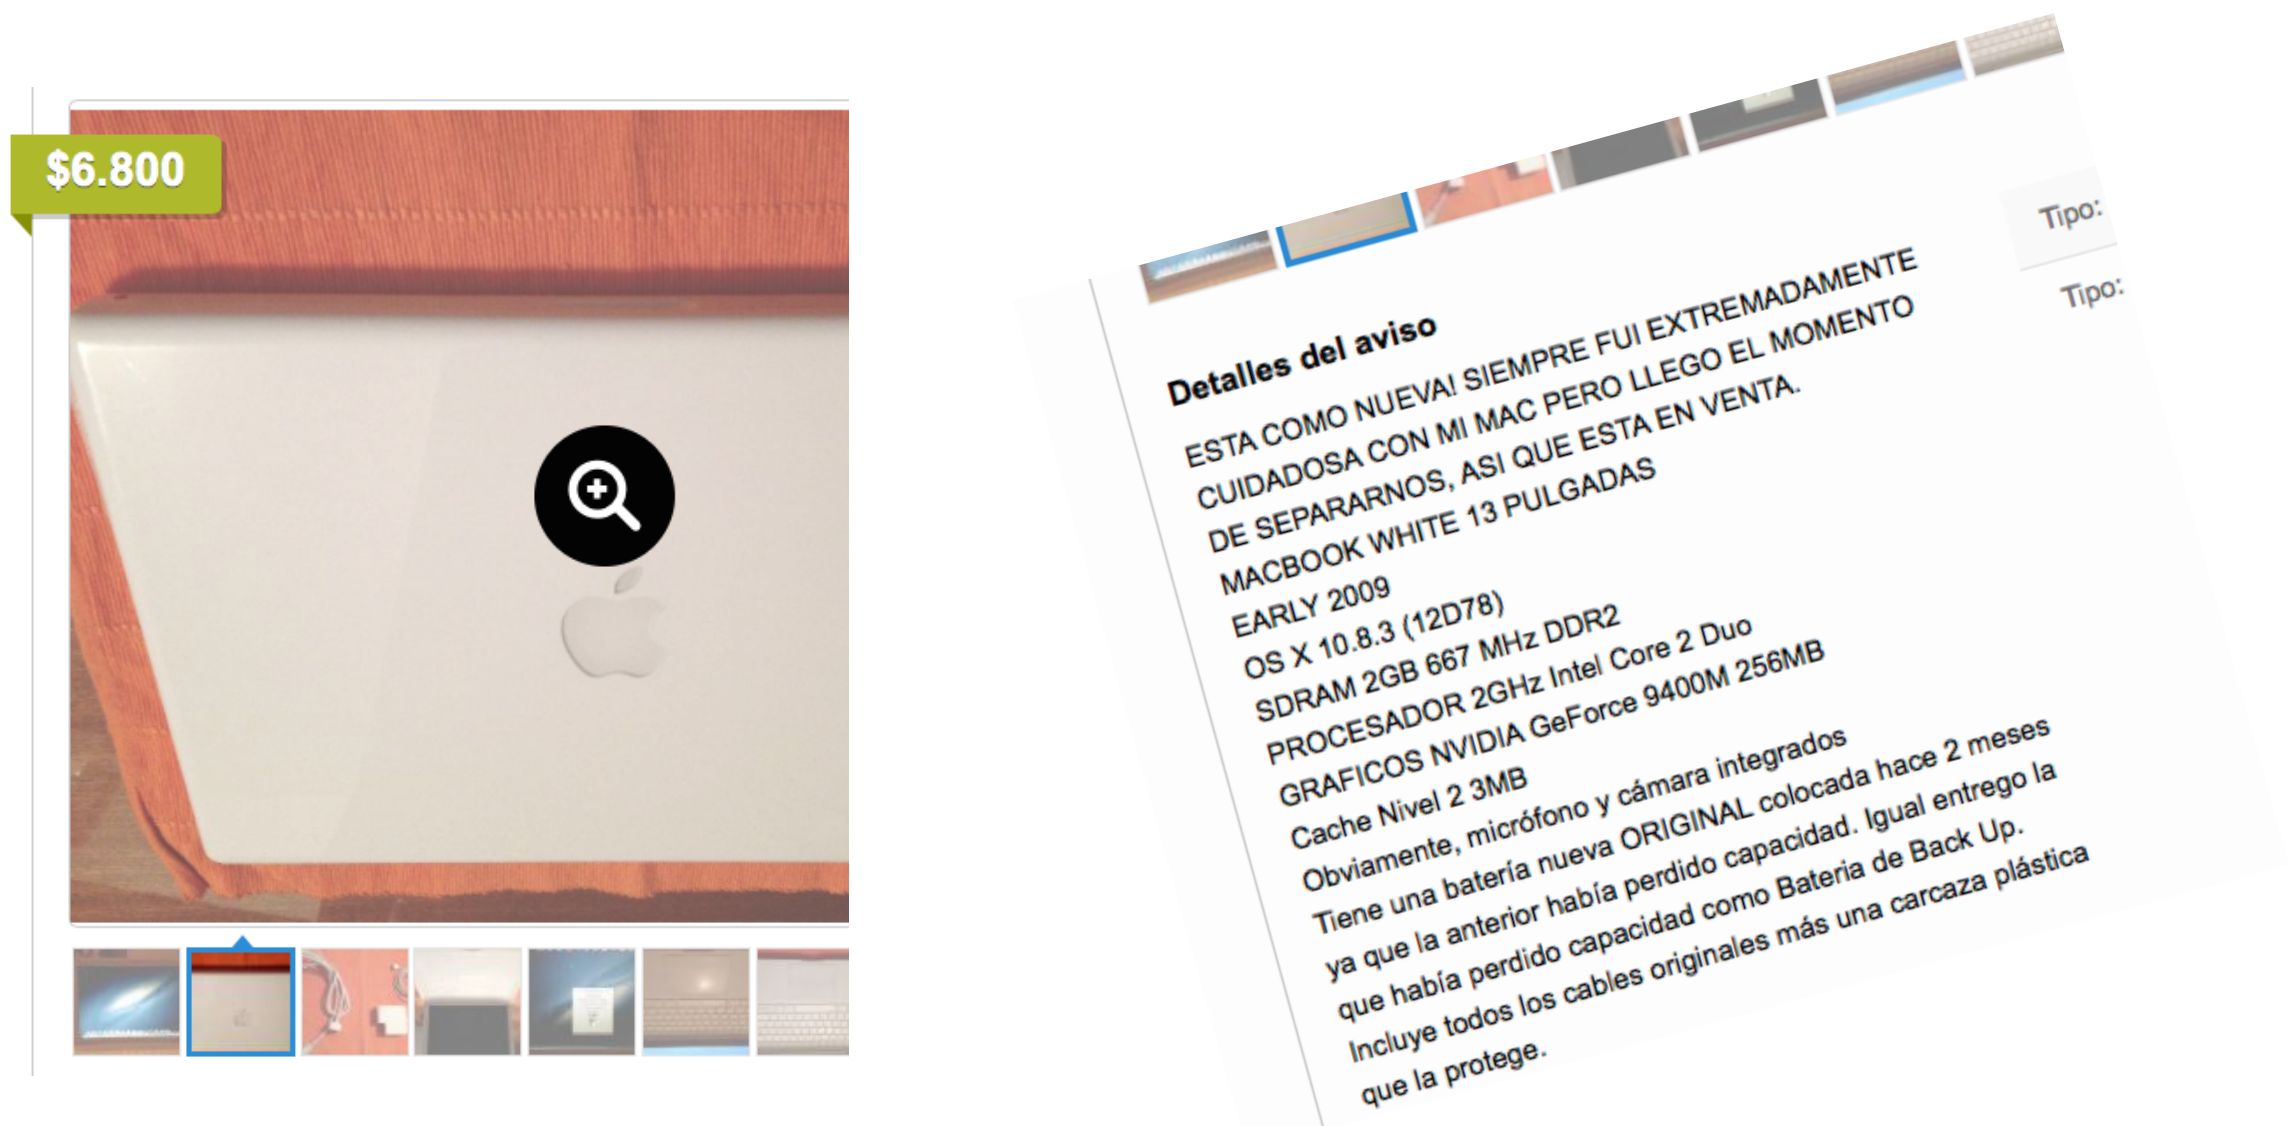 $6.800
Tipo:
Tipo:
Detalles del aviso
ESTA COMO NUEVA! SIEMPRE FUI EXTREMADAMENTE
CUIDADOSA CON MI MAC PERO LLEGO EL MOMENTO
DE SEPARARNOS, ASI QUE ESTA EN VENTA.
MACBOOK WHITE 13 PULGADAS
EARLY 2009
OS X 10.8.3 (12D78)
SDRAM 2GB 667 MHz DDR2
PROCESADOR 2GHz Intel Core 2 Duo
GRAFICOS NVIDIA GeForce 9400M 256MB
Cache Nivel 2 3MB
Obviamente, micrófono y cámara integrados
Tiene una batería nueva ORIGINAL colocada hace 2 meses
ya que la anterior había perdido capacidad. Igual entrego la
que había perdido capacidad como Bateria de Back Up.
Incluye todos los cables originales más una carcaza plástica
que la protege.